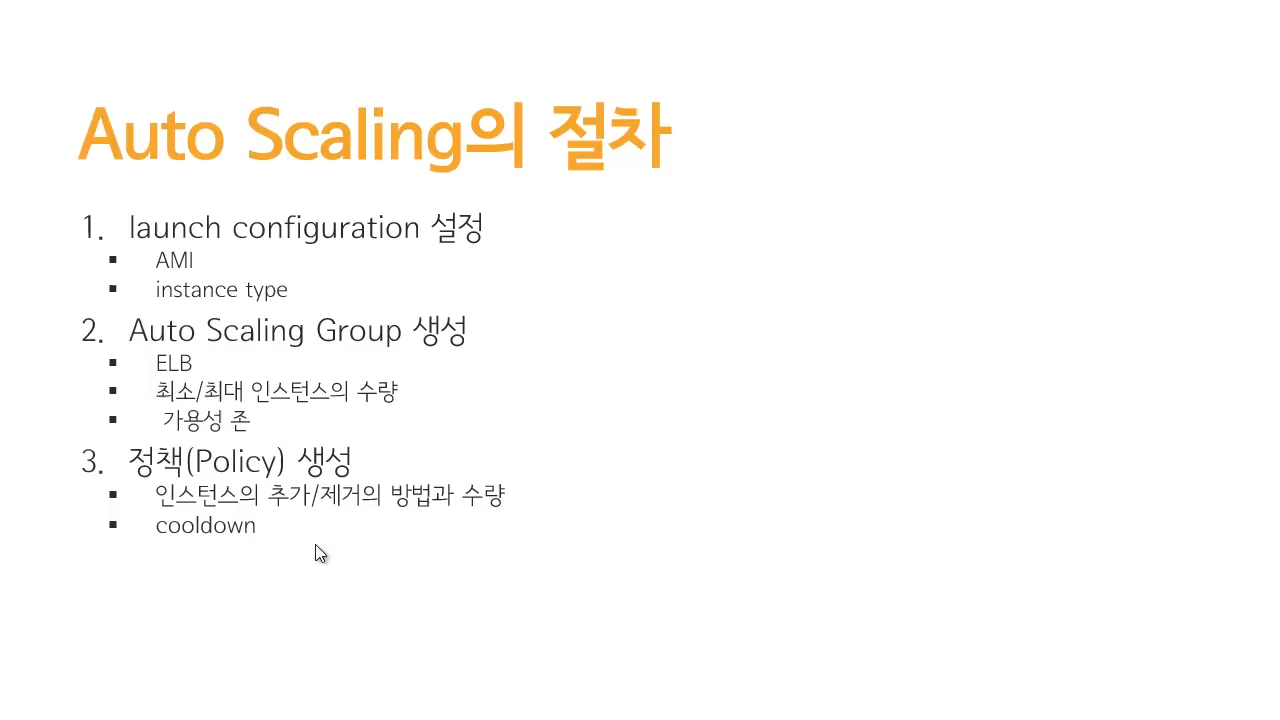 Auto Scaling의 절차
1. launch configuration 설정
▪ AMI
▪ instance type
2. Auto Scaling Group 생성
▪ ELB
▪ 최소/최대 인스턴스의 수량
▪ 가용성 존
3. 정책(Policy) 생성
▪ 인스턴스의 추가/제거의 방법과 수량
▪ cooldown